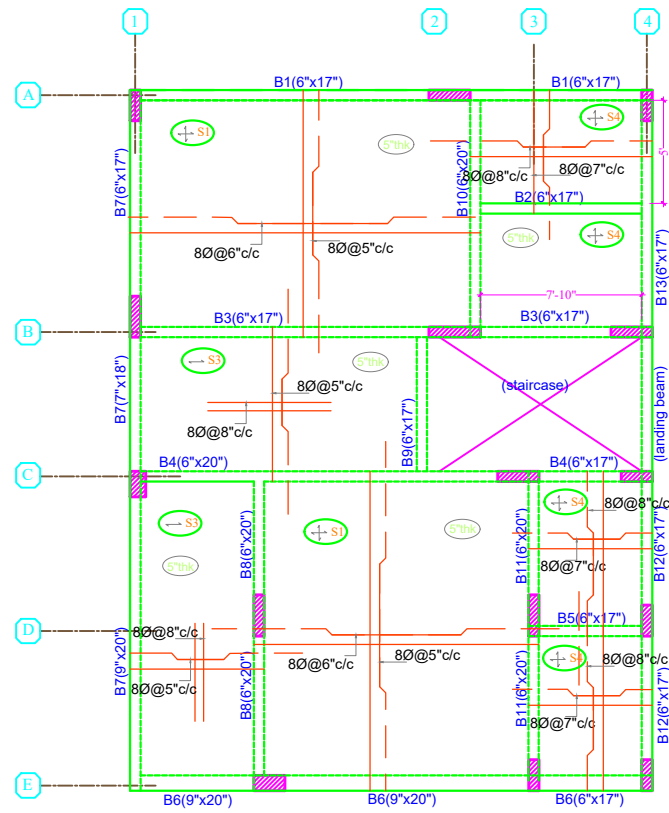 1
2
3
4
A
B1(6"x17")
B1(6"x17")
S1
S4
5"thk
5'
8Ø@8"c/c
8Ø@7"c/c
B7(6"x17")
B10(6"x20")
B2(6"x17")
8Ø@6"c/c
8Ø@5"c/c
5"thk
S4
B13(6"x17")
7'-10"
B
B3(6"x17")
B3(6"x17")
S3
5"thk
B7(7"x18")
8Ø@5"c/c
8Ø@8"c/c
B9(6"x17")
(staircase)
(landing beam)
C
B4(6"x20")
B4(6"x17")
S3
S1
5"thk
S4
8Ø@8"c/c
5"thk
B8(6"x20")
B11(6"x20")
8Ø@7"c/c
B12(6"x17")
D
8Ø@8"c/c
B5(6"x17")
B7(9"x20")
8Ø@5"c/c
B8(6"x20")
8Ø@6"c/c
8Ø@5"c/c
B11(6"x20")
S4
8Ø@8"c/c
8Ø@7"c/c
B12(6"x17")
E
B6(9"x20")
B6(9"x20")
B6(6"x17")